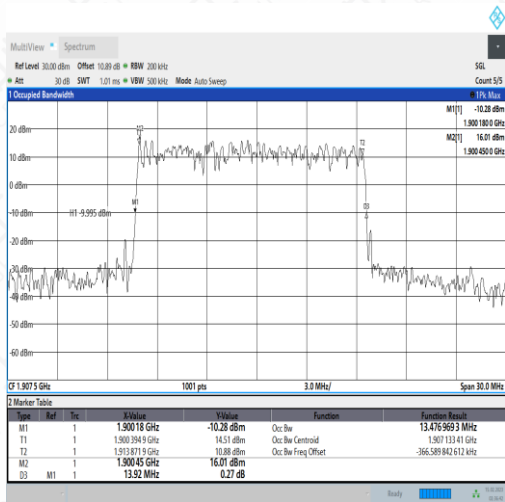 MultiView Spectrum
Ref Level 30.00 dBm Offset 10.89 dB RBW 200 kHz SGL
Att 30 dB SWT 1.01 ms VBW 500 kHz Mode Auto Sweep Count 5/5
1 Occupied Bandwidth 1Pk Max
M1[1] -10.28 dBm
1.900 180 0 GHz
M2[1] 16.01 dBm
1.900 450 0 GHz
20 dBm
10 dBm
0 dBm
M1
D3
-10 dBm
H1 -9.995 dBm
-20 dBm
-30 dBm
-40 dBm
-50 dBm
-60 dBm
CF 1.907 5 GHz 1001 pts 3.0 MHz/ Span 30.0 MHz
2 Marker Table
Type Ref Trc X-Value Y-Value Function Function Result
M1 1 1.90018 GHz -10.28 dBm Occ Bw 13.476 969 3 MHz
T1 1 1.900 394 9 GHz 14.51 dBm Occ Bw Centroid 1.907 133 41 GHz
T2 1 1.913 871 9 GHz 10.88 dBm Occ Bw Freq Offset -366.589 842 612 kHz
M2 1 1.90045 GHz 16.01 dBm
D3 M1 1 13.92 MHz 0.27 dB
Ready